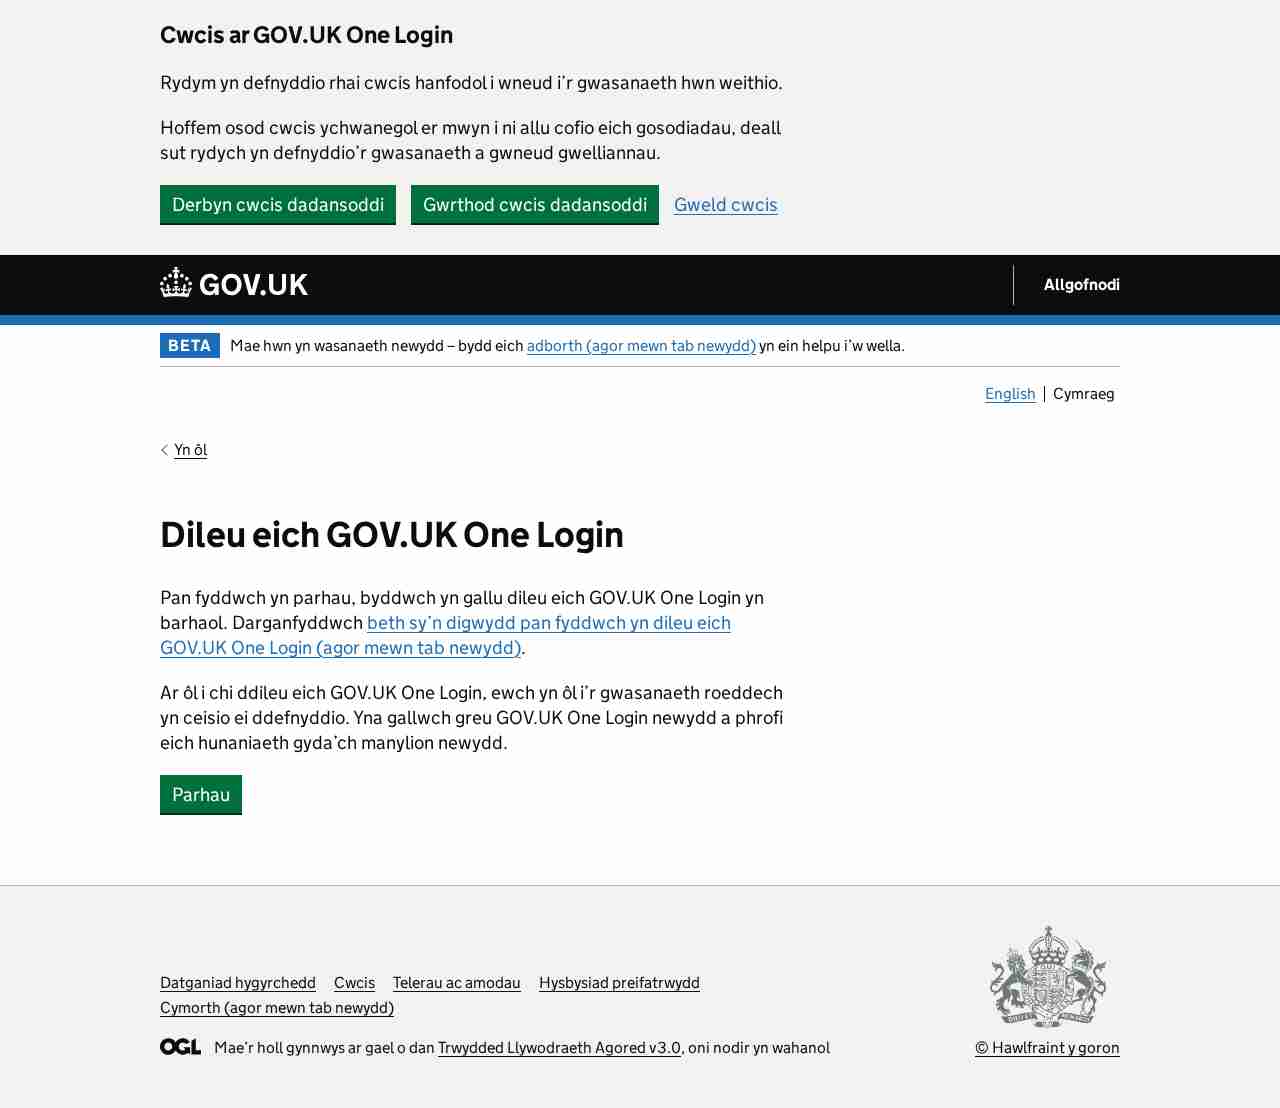 Cwcis ar GOV.UK One Login
Rydym yn defnyddio rhai cwcis hanfodol i wneud i’r gwasanaeth hwn weithio.
Hoffem osod cwcis ychwanegol er mwyn i ni allu cofio eich gosodiadau, deall
sut rydych yn defnyddio’r gwasanaeth a gwneud gwelliannau.
Derbyn cwcis dadansoddi Gwrthod cwcis dadansoddi Gweld cwcis
GOV.UK Allgofnodi
BETA Mae hwn yn wasanaeth newydd – bydd eich adborth (agor mewn tab newydd) yn ein helpu i’w wella.
English Cymraeg
Yn ôl
Dileu eich GOV.UK One Login
Pan fyddwch yn parhau, byddwch yn gallu dileu eich GOV.UK One Login yn
barhaol. Darganfyddwch beth sy’n digwydd pan fyddwch yn dileu eich
GOV.UK One Login (agor mewn tab newydd).
Ar ôl i chi ddileu eich GOV.UK One Login, ewch yn ôl i’r gwasanaeth roeddech
yn ceisio ei ddefnyddio. Yna gallwch greu GOV.UK One Login newydd a phrofi
eich hunaniaeth gyda’ch manylion newydd.
Parhau
Datganiad hygyrchedd Cwcis Telerau ac amodau Hysbysiad preifatrwydd
Cymorth (agor mewn tab newydd)
OGL Mae’r holl gynnwys ar gael o dan Trwydded Llywodraeth Agored v3.0, oni nodir yn wahanol
© Hawlfraint y goron